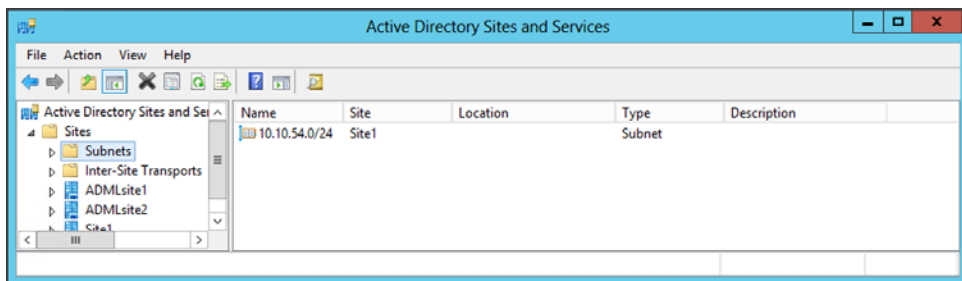 Active Directory Sites and Services
File Action View Help
Active Directory Sites and Ser
Name Site Location Type Description
Sites
10.10.54.0/24 Site1 Subnet
Subnets
Inter-Site Transports
ADMLsite1
ADMLsite2
Site1